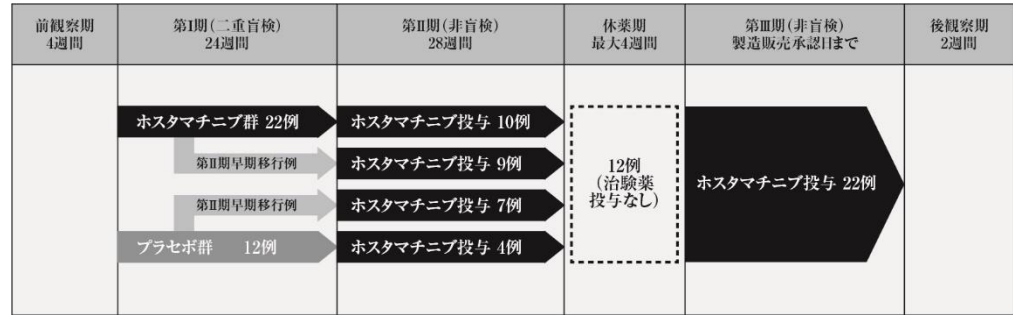 前観察期
4週間
第Ⅰ期(二重盲検)
24週間
第Ⅱ期(非盲検)
28週間
休薬期
最大4週間
第Ⅲ期(非盲検)
製造販売承認日まで
後観察期
2週間
ホスタマチニブ群 22例
ホスタマチニブ投与 10例
第Ⅱ期早期移行例
ホスタマチニブ投与 9例
第Ⅱ期早期移行例
ホスタマチニブ投与 7例
プラセボ群 12例
ホスタマチニブ投与 4例
12例
(治験薬
投与なし)
ホスタマチニブ投与 22例